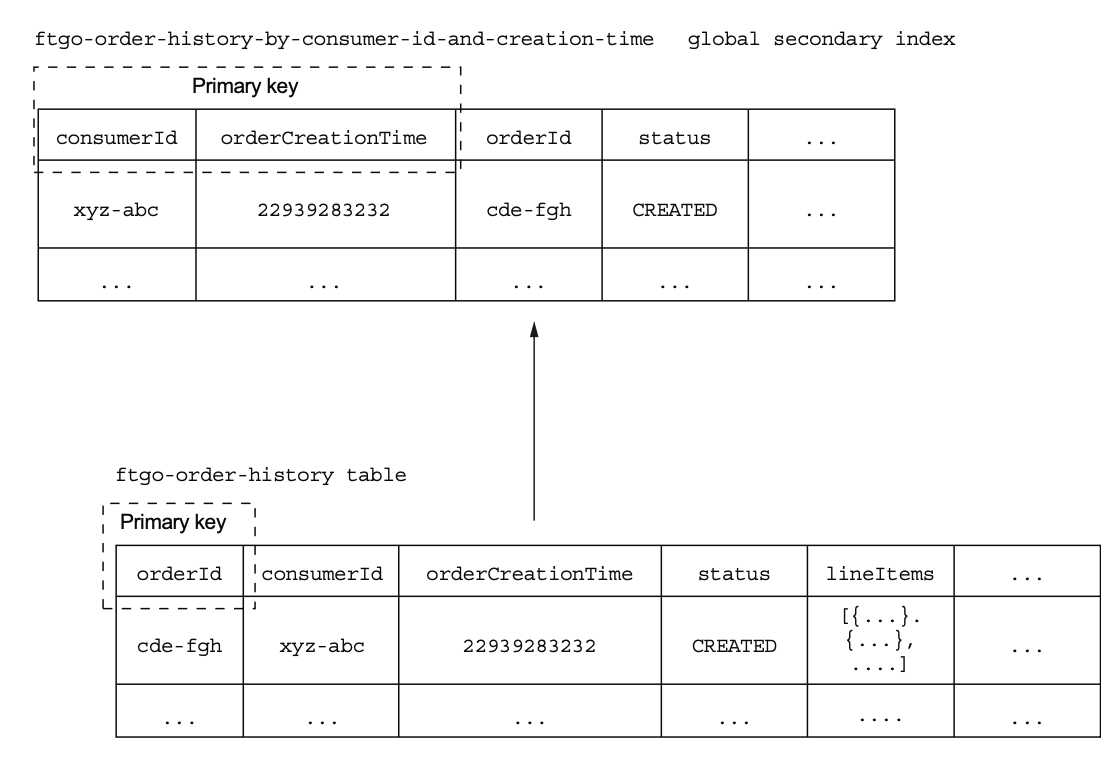 ftgo-order-history-by-consumer-id-and-creation-time global secondary index
Primary key
consumerId orderCreationTime orderId status ...
xyz-abc 22939283232 cde-fgh CREATED ...
... ... ... ... ...
ftgo-order-history table
Primary key
orderId consumerId orderCreationTime status lineItems ...
cde-fgh xyz-abc 22939283232 CREATED [{...}. {...}, ....] ...
... ... ... ... .... ...